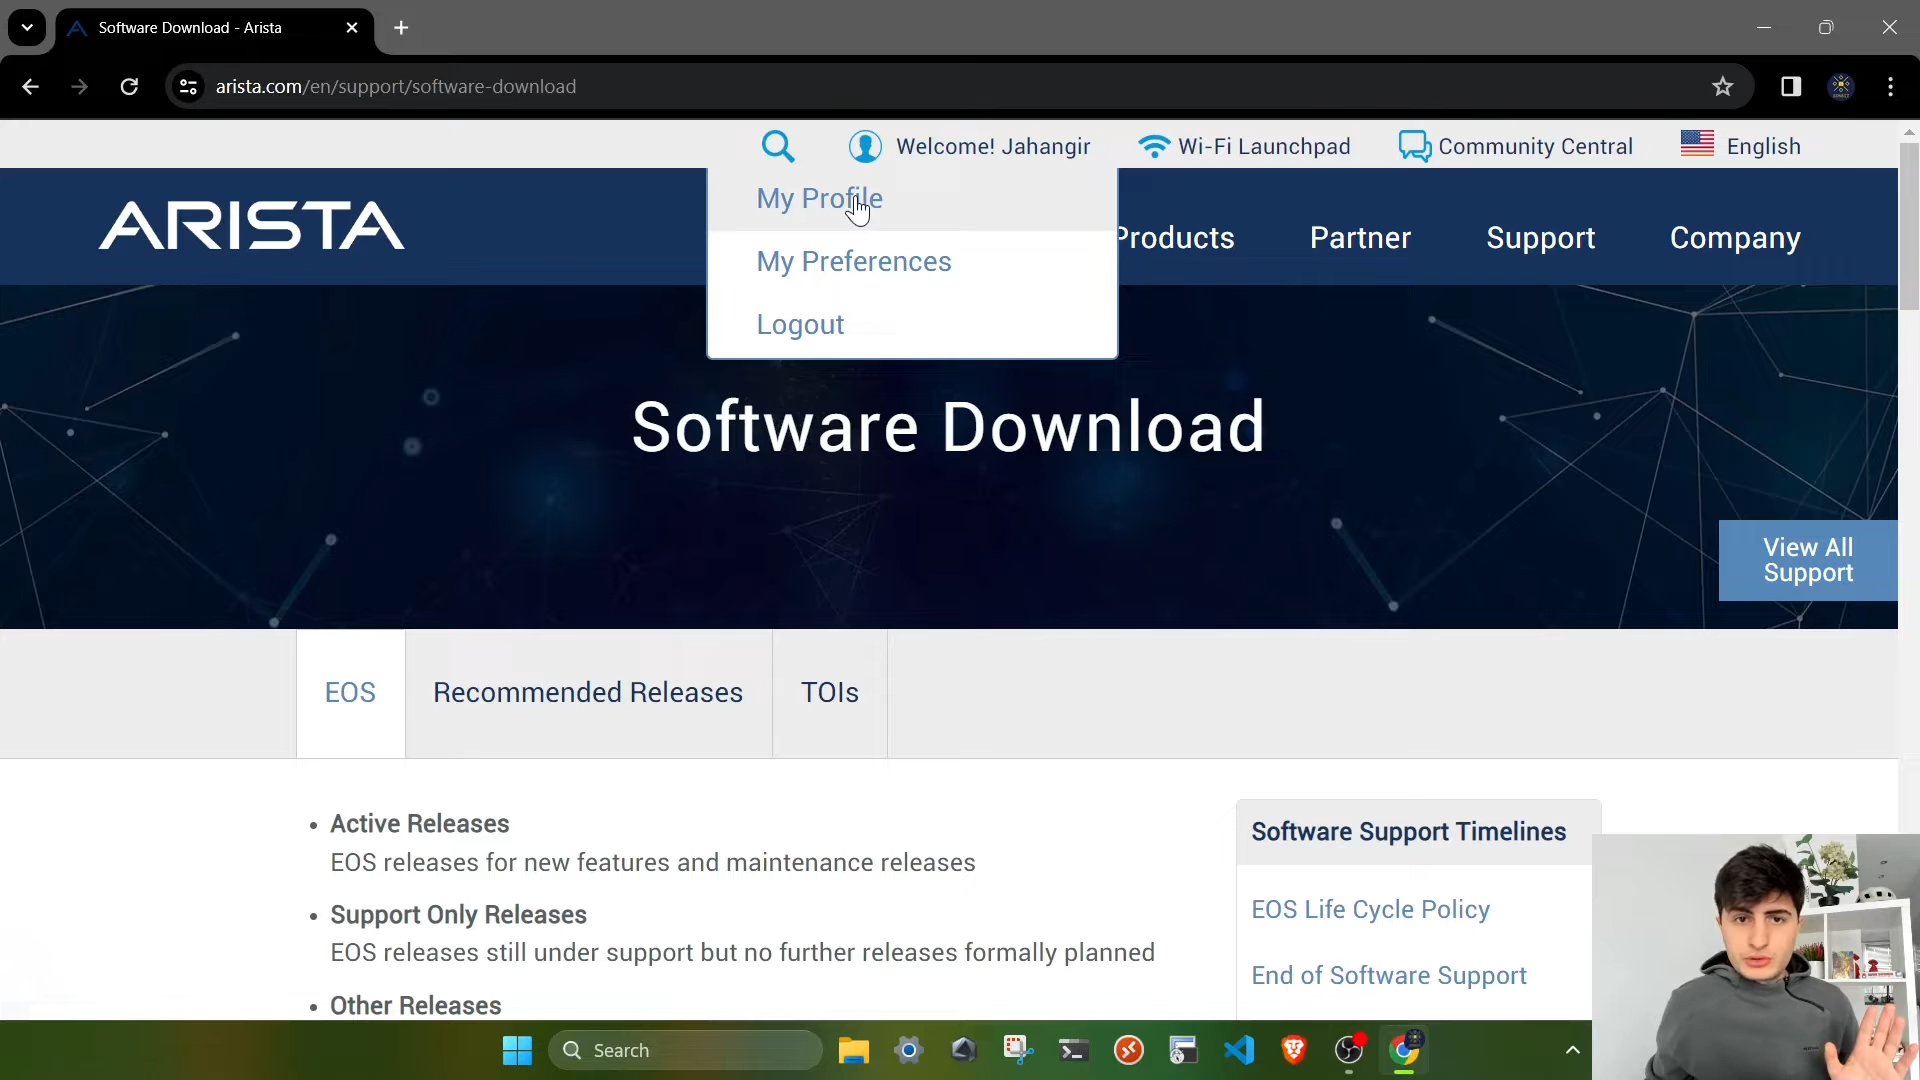 Software Download - Arista
arista.com/en/support/software-download
Welcome! Jahangir
Wi-Fi Launchpad
Community Central
English
My Profile
My Preferences
Logout
ARISTA
Products
Partner
Support
Company
Software Download
View All
Support
EOS
Recommended Releases
TOIs
Active Releases
EOS releases for new features and maintenance releases
Support Only Releases
EOS releases still under support but no further releases formally planned
Other Releases
Software Support Timelines
EOS Life Cycle Policy
End of Software Support
Search